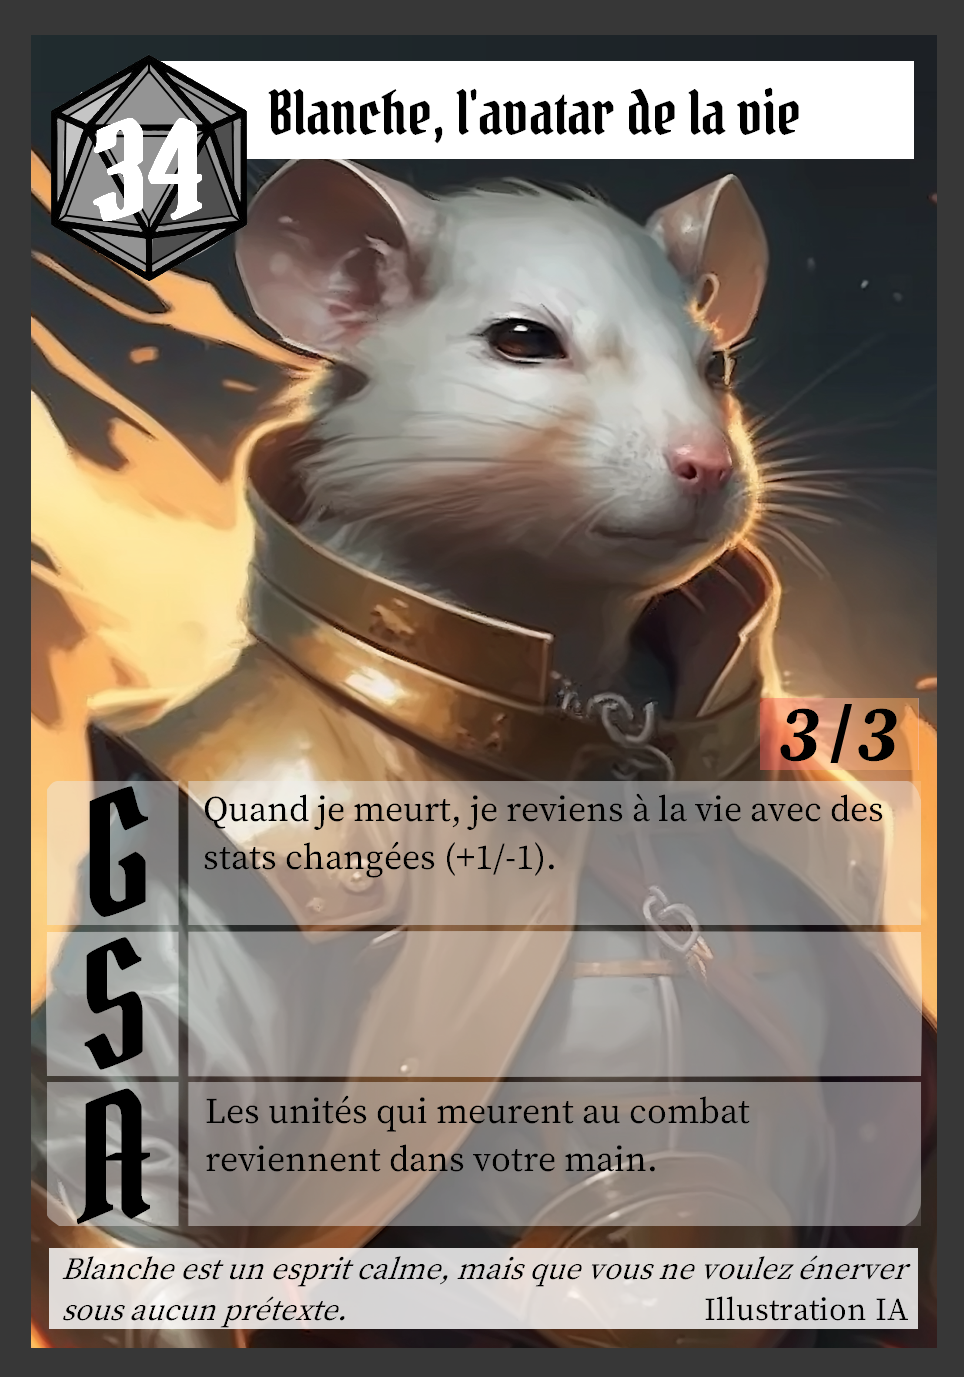 34
Blanche, l'avatar de la vie
3/3
G
Quand je meurt, je reviens à la vie avec des
stats changées (+1/-1).
S
A
Les unités qui meurent au combat
reviennent dans votre main.
Blanche est un esprit calme, mais que vous ne voulez énerver
sous aucun prétexte.
Illustration IA